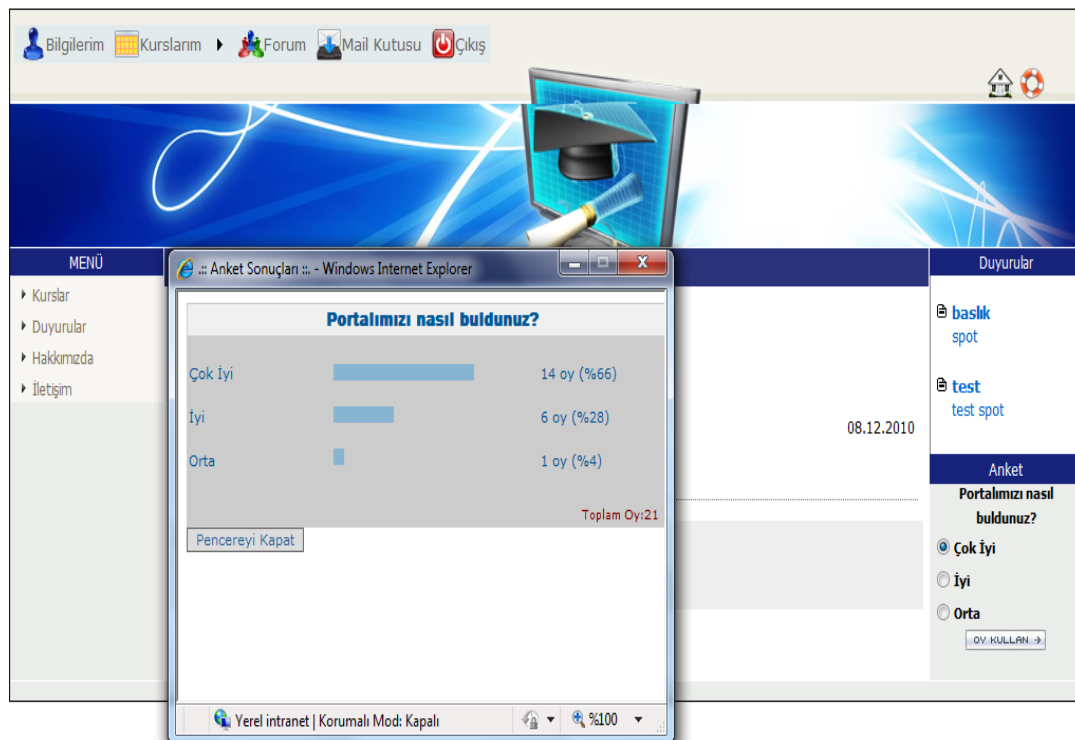 Bilgilerim Kurslarım Forum Mail Kutusu Çıkış
MENÜ
Kurslar
Duyurular
Hakkımızda
İletişim
.:: Anket Sonuçları ::. - Windows Internet Explorer
Portalımızı nasıl buldunuz?
Çok İyi 14 oy (%66)
İyi 6 oy (%28)
Orta 1 oy (%4)
Toplam Oy:21
Pencereyi Kapat
Yerel intranet | Korumalı Mod: Kapalı %100
08.12.2010
Duyurular
baslık
spot
test
test spot
Anket
Portalımızı nasıl
buldunuz?
Çok İyi
İyi
Orta
OY KULLAN